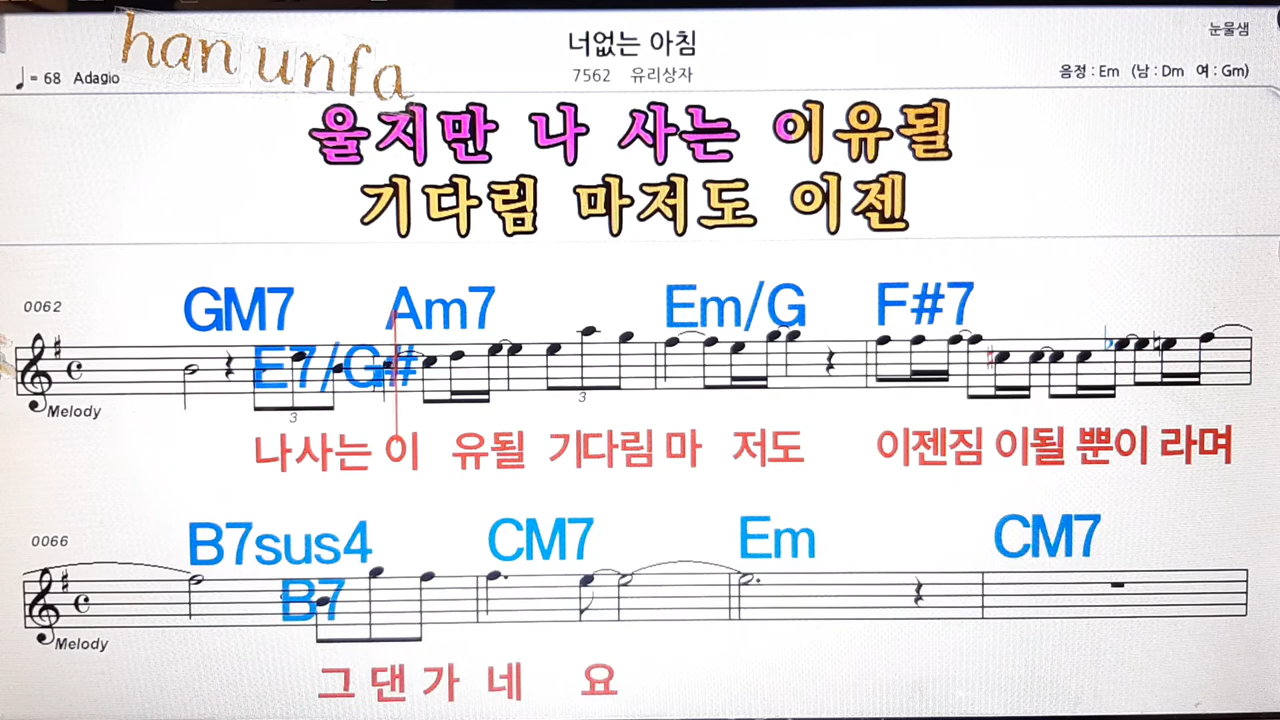 han unfa
너없는 아침
눈물샘
♩= 68 Adagio
7562 유리상자
음정 : Em (남 : Dm 여 : Gm)
울지만 나 사는 이유될
기다림 마저도 이젠
0062
GM7 Am7 Em/G F#7
E7/G#
3 3
Melody
나사는 이 유될 기다림 마 저도 이젠짐 이될 뿐이 라며
0066
B7sus4 CM7 Em CM7
B7
Melody
그 댄 가 네 요